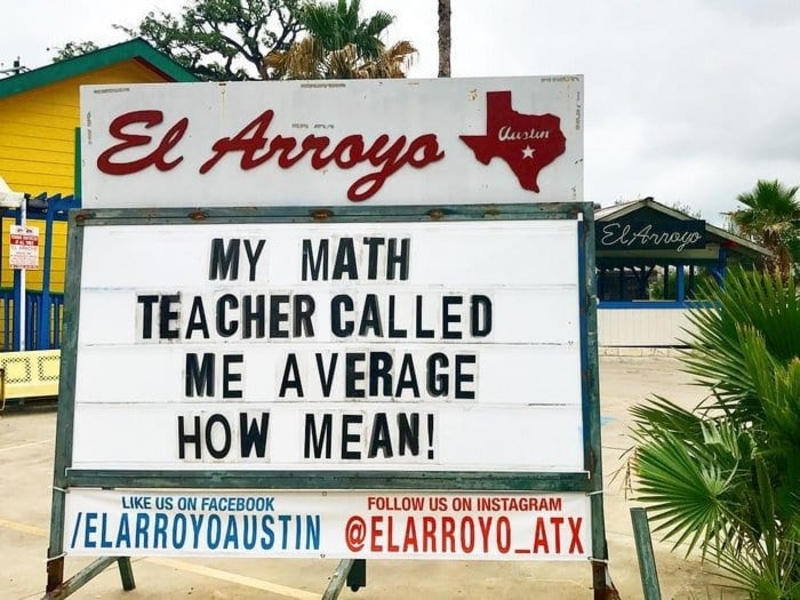 El Arroyo
Austin
El Arroyo
MY MATH
TEACHER CALLED
ME AVERAGE
HOW MEAN!
LIKE US ON FACEBOOK
/ELARROYOAUSTIN
FOLLOW US ON INSTAGRAM
@ELARROYO_ATX